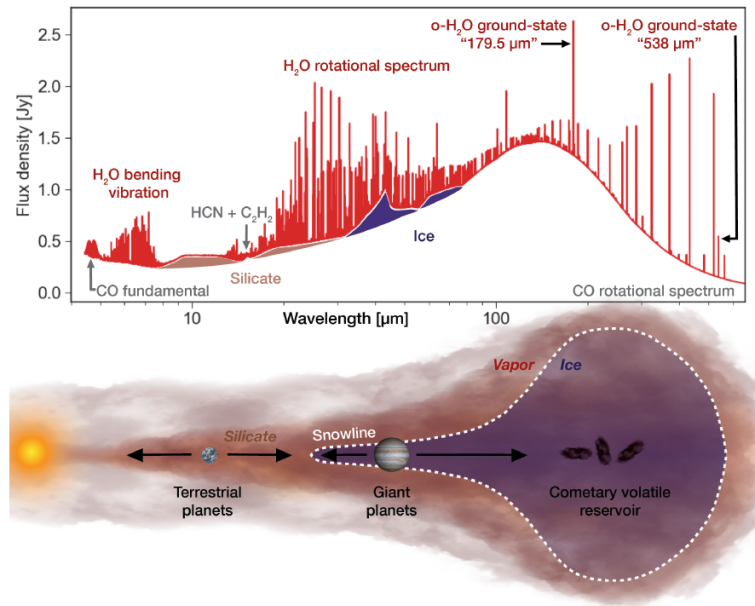 o-H₂O ground-state
“179.5 µm”
o-H₂O ground-state
“538 µm”
H₂O rotational spectrum
H₂O bending
vibration
HCN + C₂H₂
Ice
Silicate
CO fundamental
CO rotational spectrum
Flux density [Jy]
2.5
2.0
1.5
1.0
0.5
0.0
10
100
Wavelength [µm]
Vapor
Ice
Silicate
Snowline
Terrestrial
planets
Giant
planets
Cometary volatile
reservoir